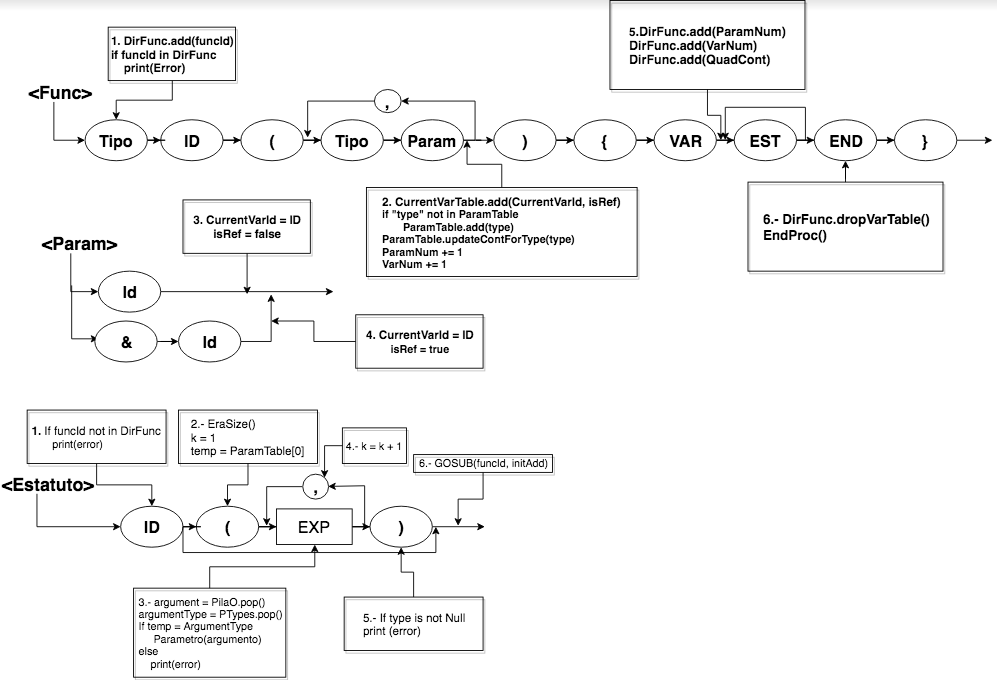 1. DirFunc.add(funcId)
if funcId in DirFunc
print(Error)
5.DirFunc.add(ParamNum)
DirFunc.add(VarNum)
DirFunc.add(QuadCont)
<Func>
,
Tipo
ID
(
Tipo
Param
)
{
VAR
EST
END
}
2. CurrentVarTable.add(CurrentVarId, isRef)
if "type" not in ParamTable
ParamTable.add(type)
ParamTable.updateContForType(type)
ParamNum += 1
VarNum += 1
6.- DirFunc.dropVarTable()
EndProc()
3. CurrentVarId = ID
isRef = false
<Param>
Id
&
Id
4. CurrentVarId = ID
isRef = true
1. If funcId not in DirFunc
print(error)
2.- EraSize()
k = 1
temp = ParamTable[0]
4.- k = k + 1
6.- GOSUB(funcId, initAdd)
<Estatuto>
,
ID
(
EXP
)
3.- argument = PilaO.pop()
argumentType = PTypes.pop()
If temp = ArgumentType
Parametro(argumento)
else
print(error)
5.- If type is not Null
print (error)